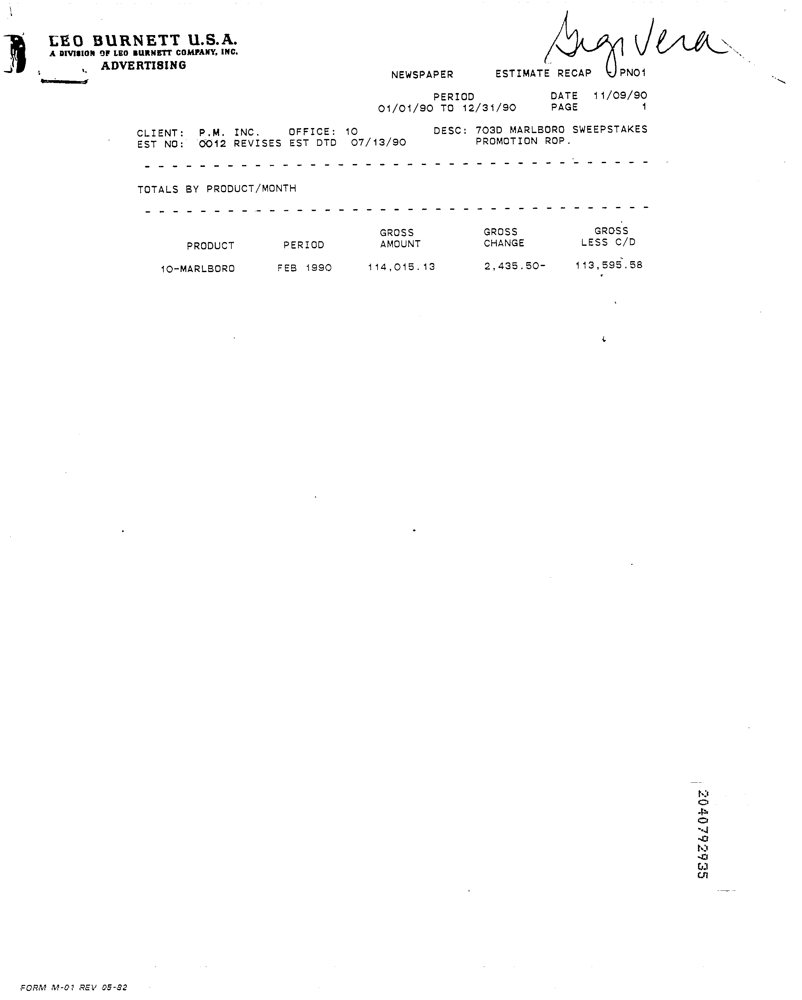 Gigi Vera
LEO BURNETT U.S.A.
A DIVISION OF LEO BURNETT COMPANY, INC.
ADVERTISING
NEWSPAPER ESTIMATE RECAP PN01
PERIOD DATE 11/09/90
01/01/90 TO 12/31/90 PAGE 1
CLIENT: P.M. INC. OFFICE: 10 DESC: 703D MARLBORO SWEEPSTAKES
EST NO: 0012 REVISES EST DTD 07/13/90 PROMOTION ROP.
TOTALS BY PRODUCT/MONTH
GROSS GROSS GROSS
PRODUCT PERIOD AMOUNT CHANGE LESS C/D
10-MARLBORO FEB 1990 114,015.13 2,435.50- 113,595.58
2040792935
FORM M-01 REV 05-82